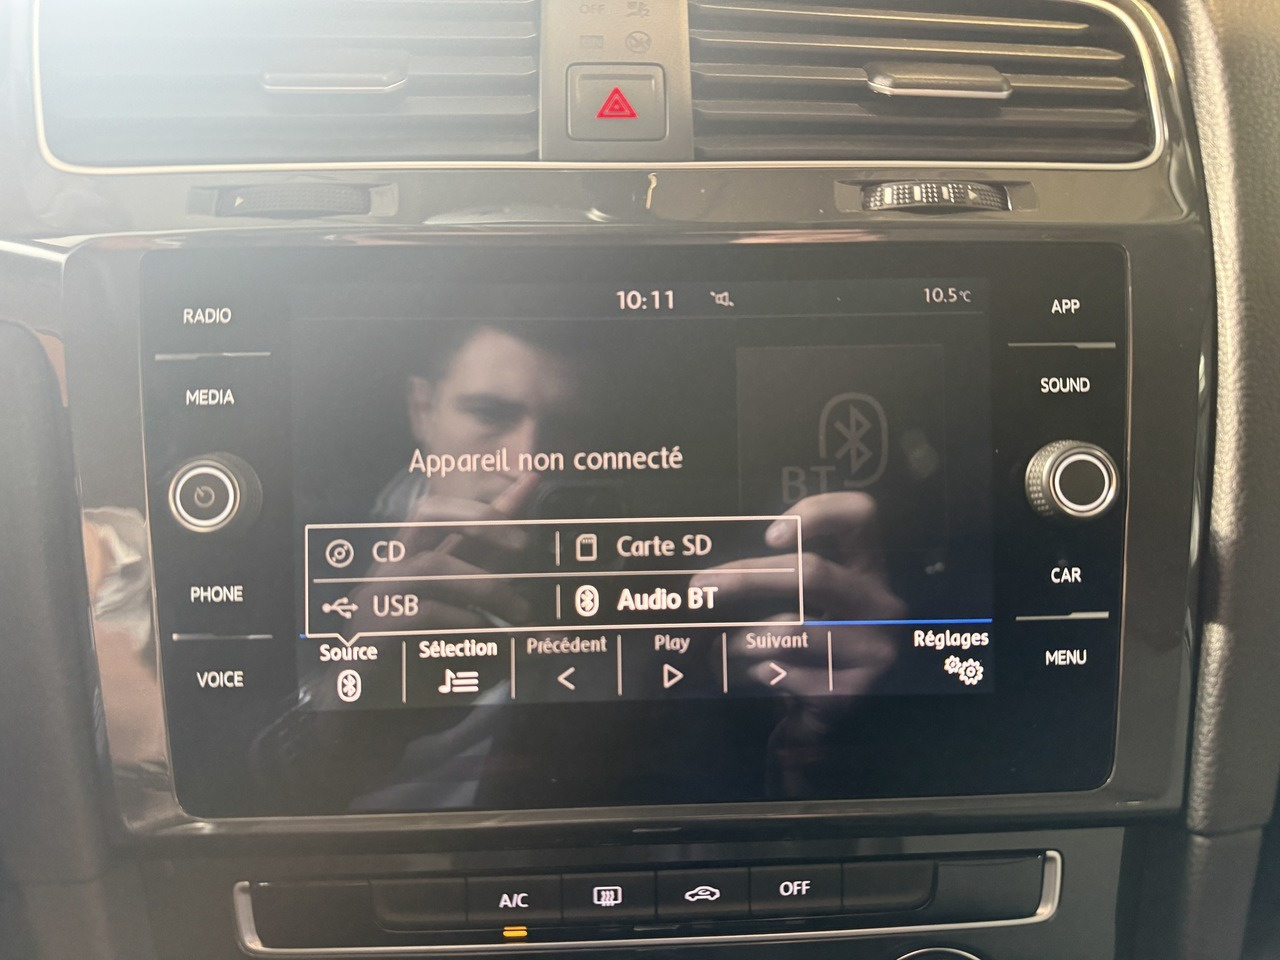 OFF
10:11
10.5°C
RADIO
MEDIA
PHONE
VOICE
APP
SOUND
CAR
MENU
Appareil non connecté
BT
CD
Carte SD
USB
Audio BT
Source
Sélection
Précédent
Play
Suivant
Réglages
A/C
OFF